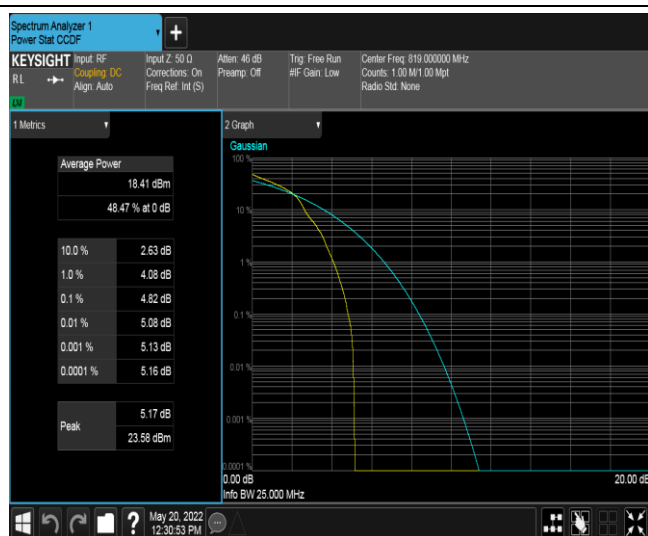 Spectrum Analyzer 1
Power Stat CCDF
+
KEYSIGHT
RL
LXI
Input: RF
Coupling: DC
Align: Auto
Input Z: 50 Ω
Corrections: On
Freq Ref: Int (S)
Atten: 46 dB
Preamp: Off
Trig: Free Run
#IF Gain: Low
Center Freq: 819.000000 MHz
Counts: 1.00 M/1.00 Mpt
Radio Std: None
1 Metrics
Average Power
18.41 dBm
48.47 % at 0 dB
10.0 % 2.63 dB
1.0 % 4.08 dB
0.1 % 4.82 dB
0.01 % 5.08 dB
0.001 % 5.13 dB
0.0001 % 5.16 dB
Peak
5.17 dB
23.58 dBm
2 Graph
Gaussian
100 %
10 %
1 %
0.1 %
0.01 %
0.001 %
0.0001 %
0.00 dB
20.00 dB
Info BW 25.000 MHz
?
May 20, 2022
12:30:53 PM